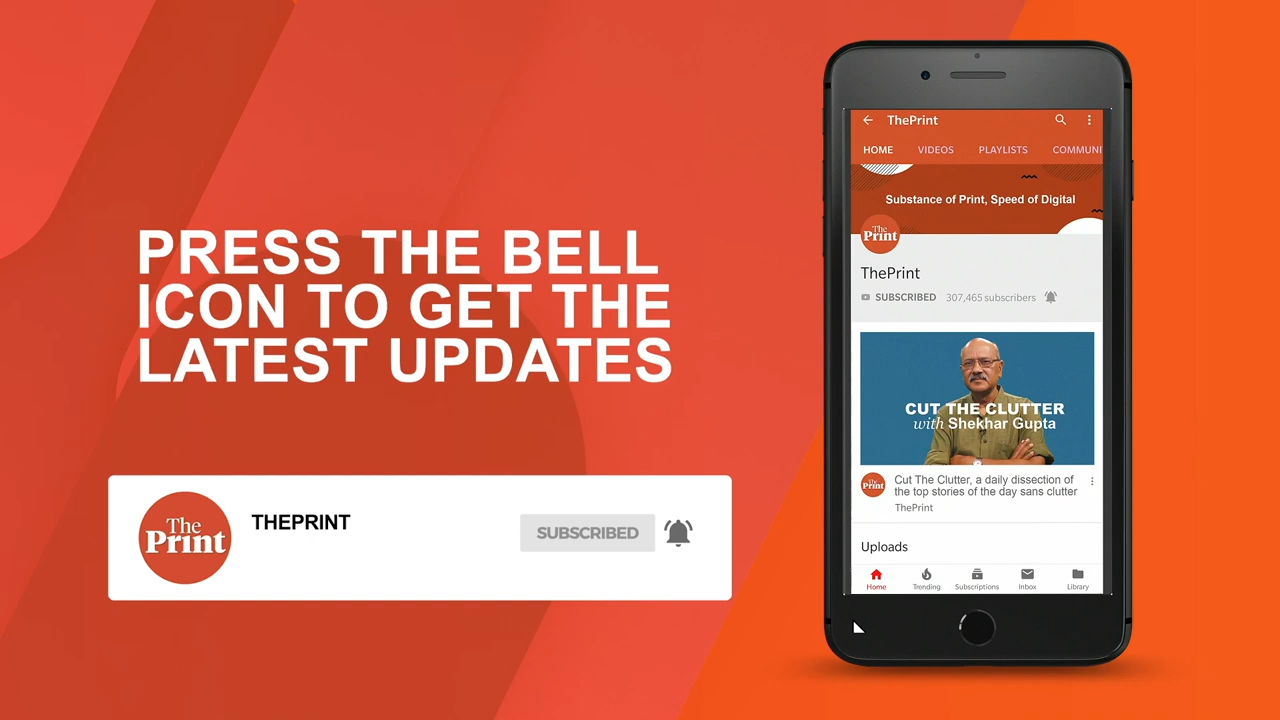 PRESS THE BELL
ICON TO GET THE
LATEST UPDATES
The
Print
THEPRINT
SUBSCRIBED
ThePrint
HOME VIDEOS PLAYLISTS COMMUNI
Substance of Print, Speed of Digital
The
Print
ThePrint
SUBSCRIBED 307,465 subscribers
CUT THE CLUTTER
with Shekhar Gupta
The
Print
Cut The Clutter, a daily dissection of
the top stories of the day sans clutter
ThePrint
Uploads
Home Trending Subscriptions Inbox Library